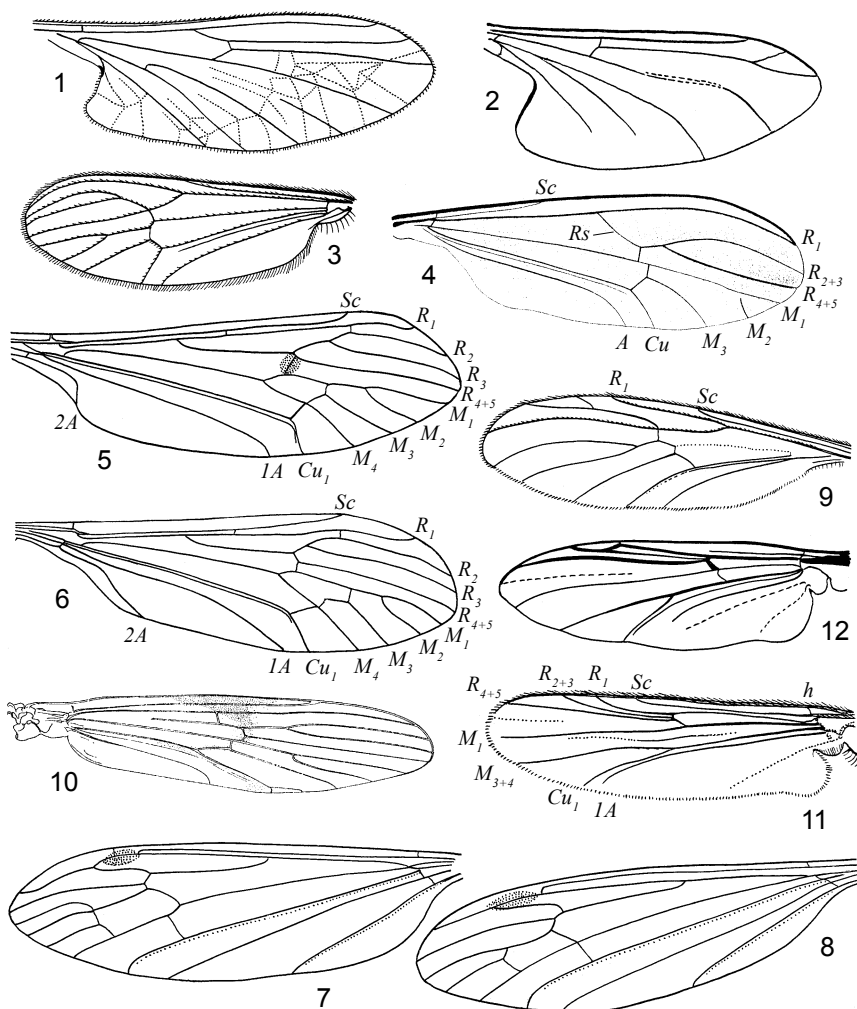 1
2
3
4
Sc
Rs
R1
R2+3
R4+5
M1
M2
M3
Cu
A
5
Sc
R1
R2
R3
R4+5
M1
M2
M3
M4
Cu1
1A
2A
9
R1
Sc
6
Sc
R1
R2
R3
R4+5
M1
M2
M3
M4
Cu1
1A
2A
12
10
R4+5
R2+3
R1
Sc
h
M1
M3+4
Cu1
1A
11
7
8